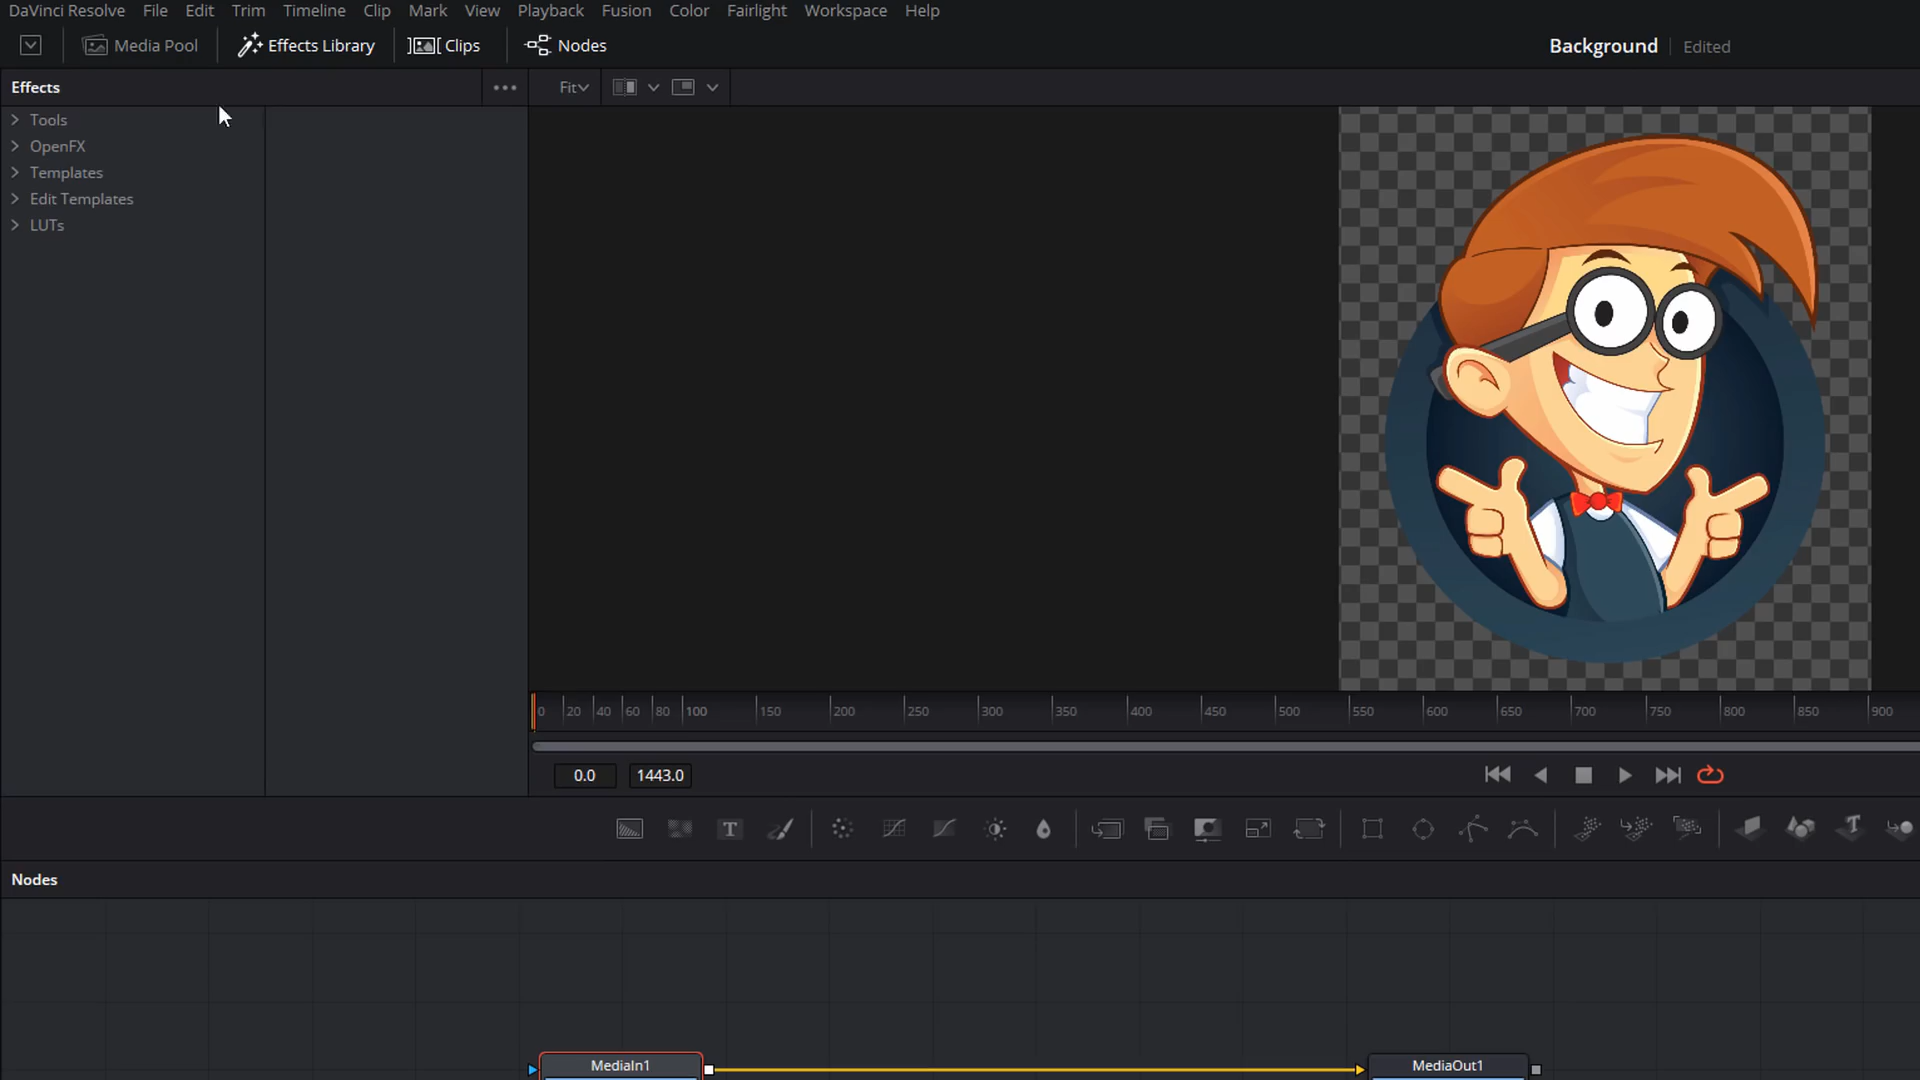 DaVinci Resolve File Edit Trim Timeline Clip Mark View Playback Fusion Color Fairlight Workspace Help
Media Pool Effects Library Clips Nodes Background Edited
Effects Fit
Tools
OpenFX
Templates
Edit Templates
LUTs
0 20 40 60 80 100 150 200 250 300 350 400 450 500 550 600 650 700 750 800 850 900
0.0 1443.0
T T
Nodes
MediaIn1 MediaOut1